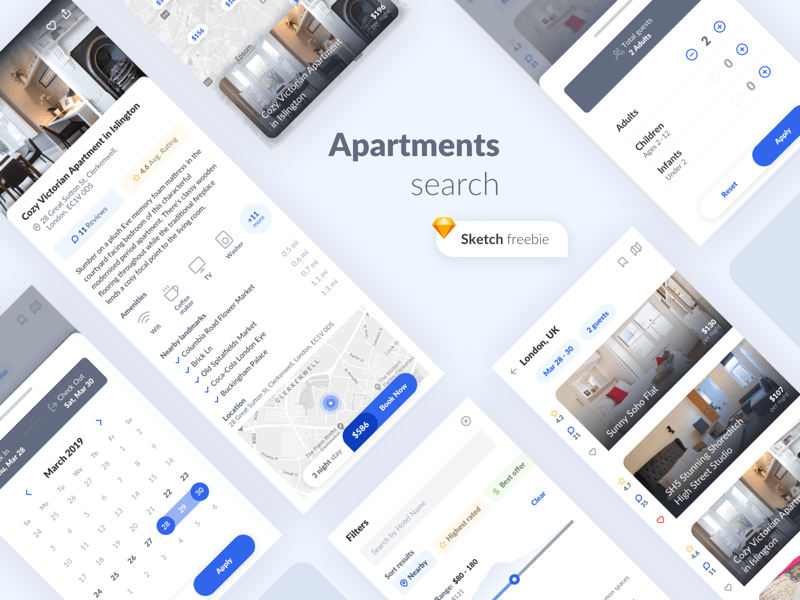 Apartments
search
Sketch freebie
Cozy Victorian Apartment in Islington
28 Great Sutton St, Clerkenwell,
London, EC1V 0DS
11 Reviews
4.6 Avg. Rating
Slumber on a plush Eve memory foam mattress in the
courtyard-facing bedroom of this characterful
modernised period apartment. There's classy wooden
flooring throughout while the traditional fireplace
lends a cosy focal point to the living room.
Amenities
Wifi
Coffee
maker
TV
Washer
+11
more
Nearby landmarks
Columbia Road Flower Market
0.5 mi
Brick Ln
0.6 mi
Old Spitalfields Market
0.7 mi
Coca-Cola London Eye
1.1 mi
Buckingham Palace
1.3 mi
Location
28 Great Sutton St, Clerkenwell, London, EC1V 0DS
CLERKENWELL
3 night stay
$586
Book Now
$156
Epsom
Cozy Victorian Apartment
in Islington
$196
per night
Total guests
2 Adults
Adults
2
Children
Ages 2-12
0
Infants
Under 2
0
Reset
Apply
Check Out
Sat, Mar 30
Mar 28
March 2019
Sa
Mo
Tu
We
Th
Fr
Sa
22
23
24
25
26
27
28
29
30
Apply
Filters
Search by Hotel Name
Sort results
Nearby
Highest rated
Best offer
Range: $80 - 180
$121
Clear
London, UK
Mar 28 - 30
2 guests
Sunny Soho Flat
$130
per night
4.2
21
SH5 Stunning Shoreditch
High Street Studio
$107
per night
4.7
35
Cozy Victorian
in Islington
4.6
11